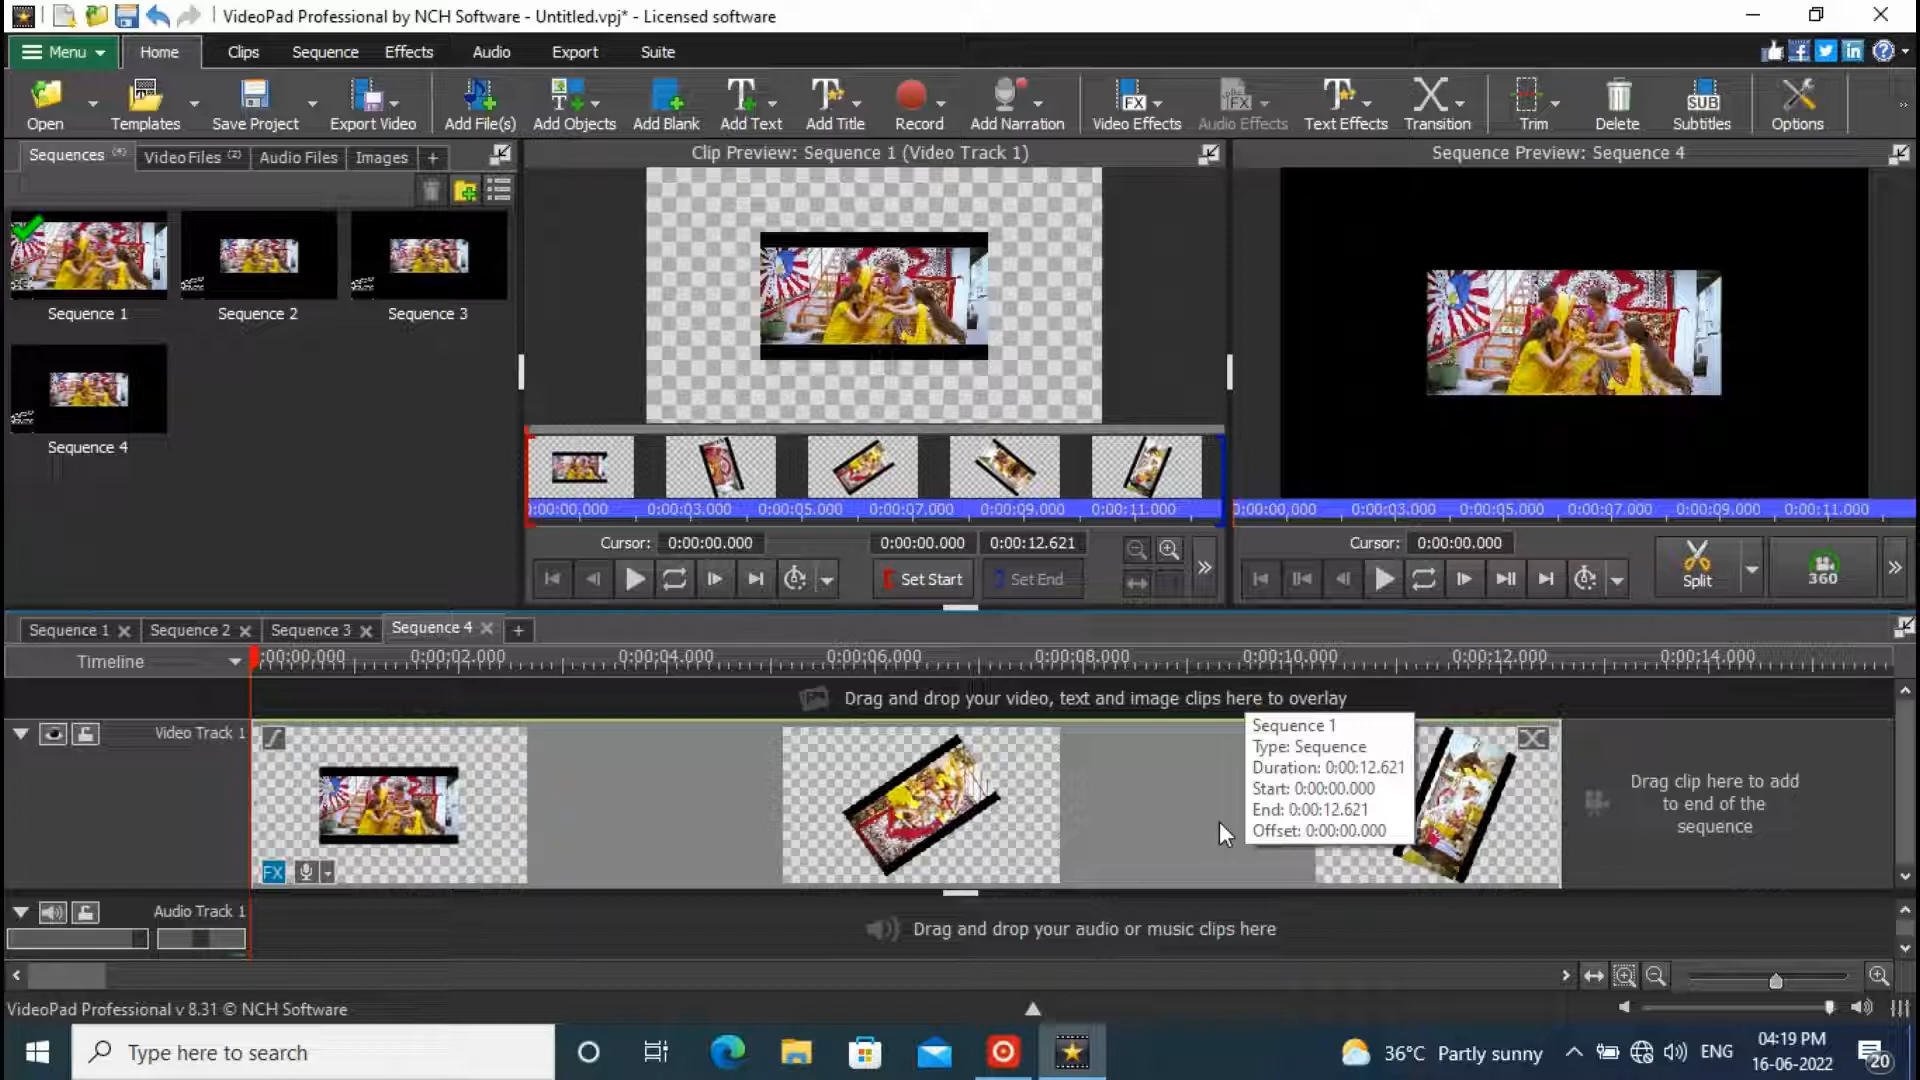 VideoPad Professional by NCH Software - Untitled.vpj* - Licensed software
Menu Home Clips Sequence Effects Audio Export Suite
Open Templates Save Project Export Video Add File(s) Add Objects Add Blank Add Text Add Title Record Add Narration Video Effects Audio Effects Text Effects Transition Trim Delete Subtitles Options
Sequences (4) Video Files (2) Audio Files Images +
Clip Preview: Sequence 1 (Video Track 1)
Sequence Preview: Sequence 4
Sequence 1 Sequence 2 Sequence 3
Sequence 4
0:00:00,000 0:00:03.000 0:00:05.000 0:00:07.000 0:00:09.000 0:00:11.000
0:00:00,000 0:00:03.000 0:00:05.000 0:00:07.000 0:00:09.000 0:00:11.000
Cursor: 0:00:00.000 0:00:00.000 0:00:12.621
Cursor: 0:00:00.000
Set Start Set End
Split 360
Sequence 1 Sequence 2 Sequence 3 Sequence 4 +
Timeline 0:00:00,000 0:00:02.000 0:00:04.000 0:00:06.000 0:00:08.000 0:00:10.000 0:00:12.000 0:00:14.000
Drag and drop your video, text and image clips here to overlay
Video Track 1
FX
Sequence 1
Type: Sequence
Duration: 0:00:12.621
Start: 0:00:00.000
End: 0:00:12.621
Offset: 0:00:00.000
Drag clip here to add
to end of the
sequence
Audio Track 1
Drag and drop your audio or music clips here
VideoPad Professional v 8.31 © NCH Software
Type here to search
36°C Partly sunny ENG
04:19 PM
16-06-2022
20